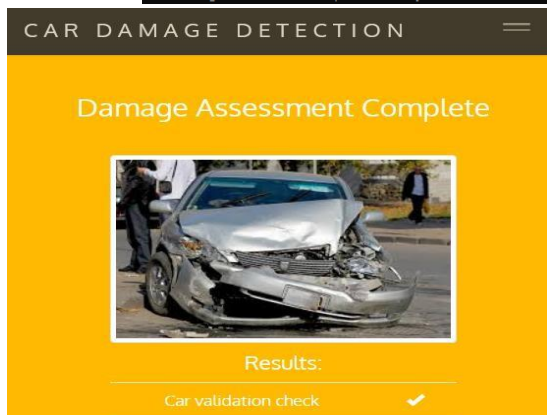 CAR DAMAGE DETECTION
Damage Assessment Complete
Results:
Car validation check